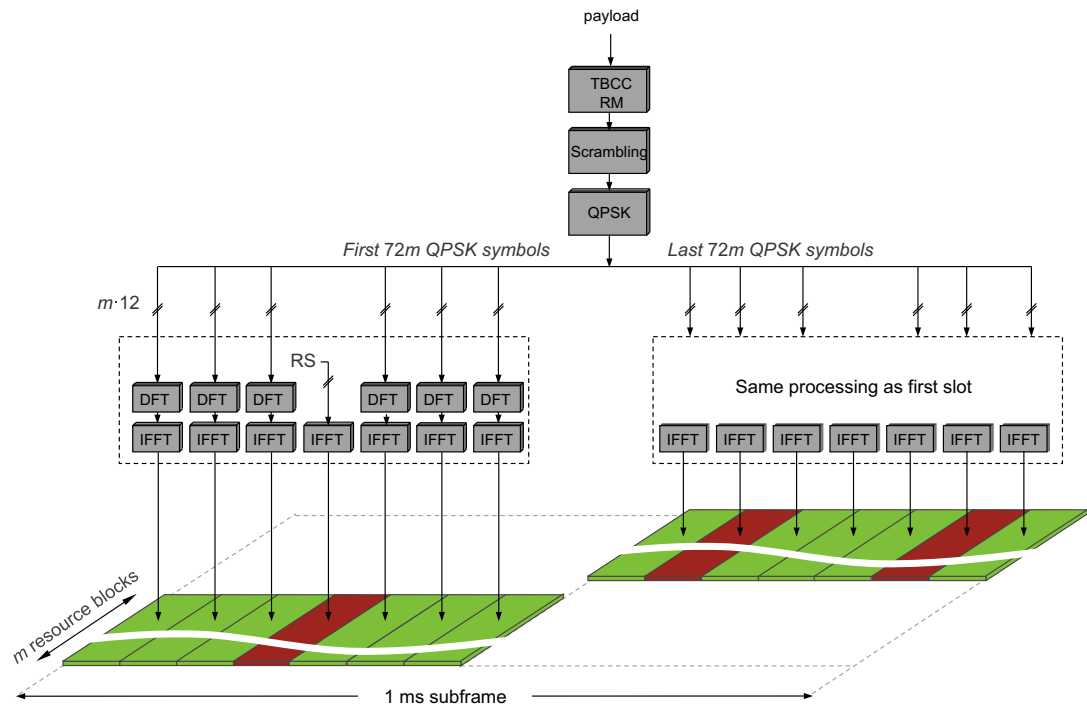 payload
TBCC
RM
Scrambling
QPSK
First 72m QPSK symbols
Last 72m QPSK symbols
m·12
RS
DFT DFT DFT DFT DFT DFT
IFFT IFFT IFFT IFFT IFFT IFFT IFFT
Same processing as first slot
IFFT IFFT IFFT IFFT IFFT IFFT IFFT
m resource blocks
1 ms subframe